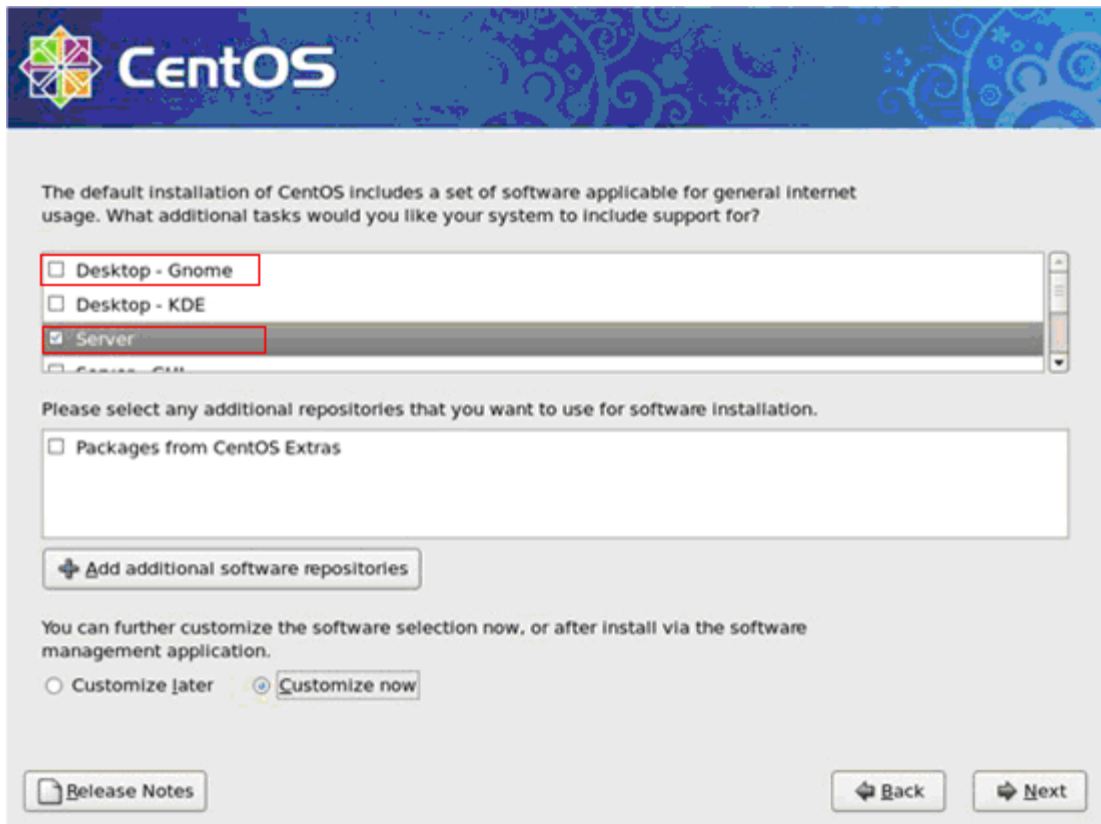 CentOS
The default installation of CentOS includes a set of software applicable for general internet
usage. What additional tasks would you like your system to include support for?
Desktop - Gnome
Desktop - KDE
Server
Server - GUI
Please select any additional repositories that you want to use for software installation.
Packages from CentOS Extras
Add additional software repositories
You can further customize the software selection now, or after install via the software
management application.
Customize later Customize now
Release Notes Back Next